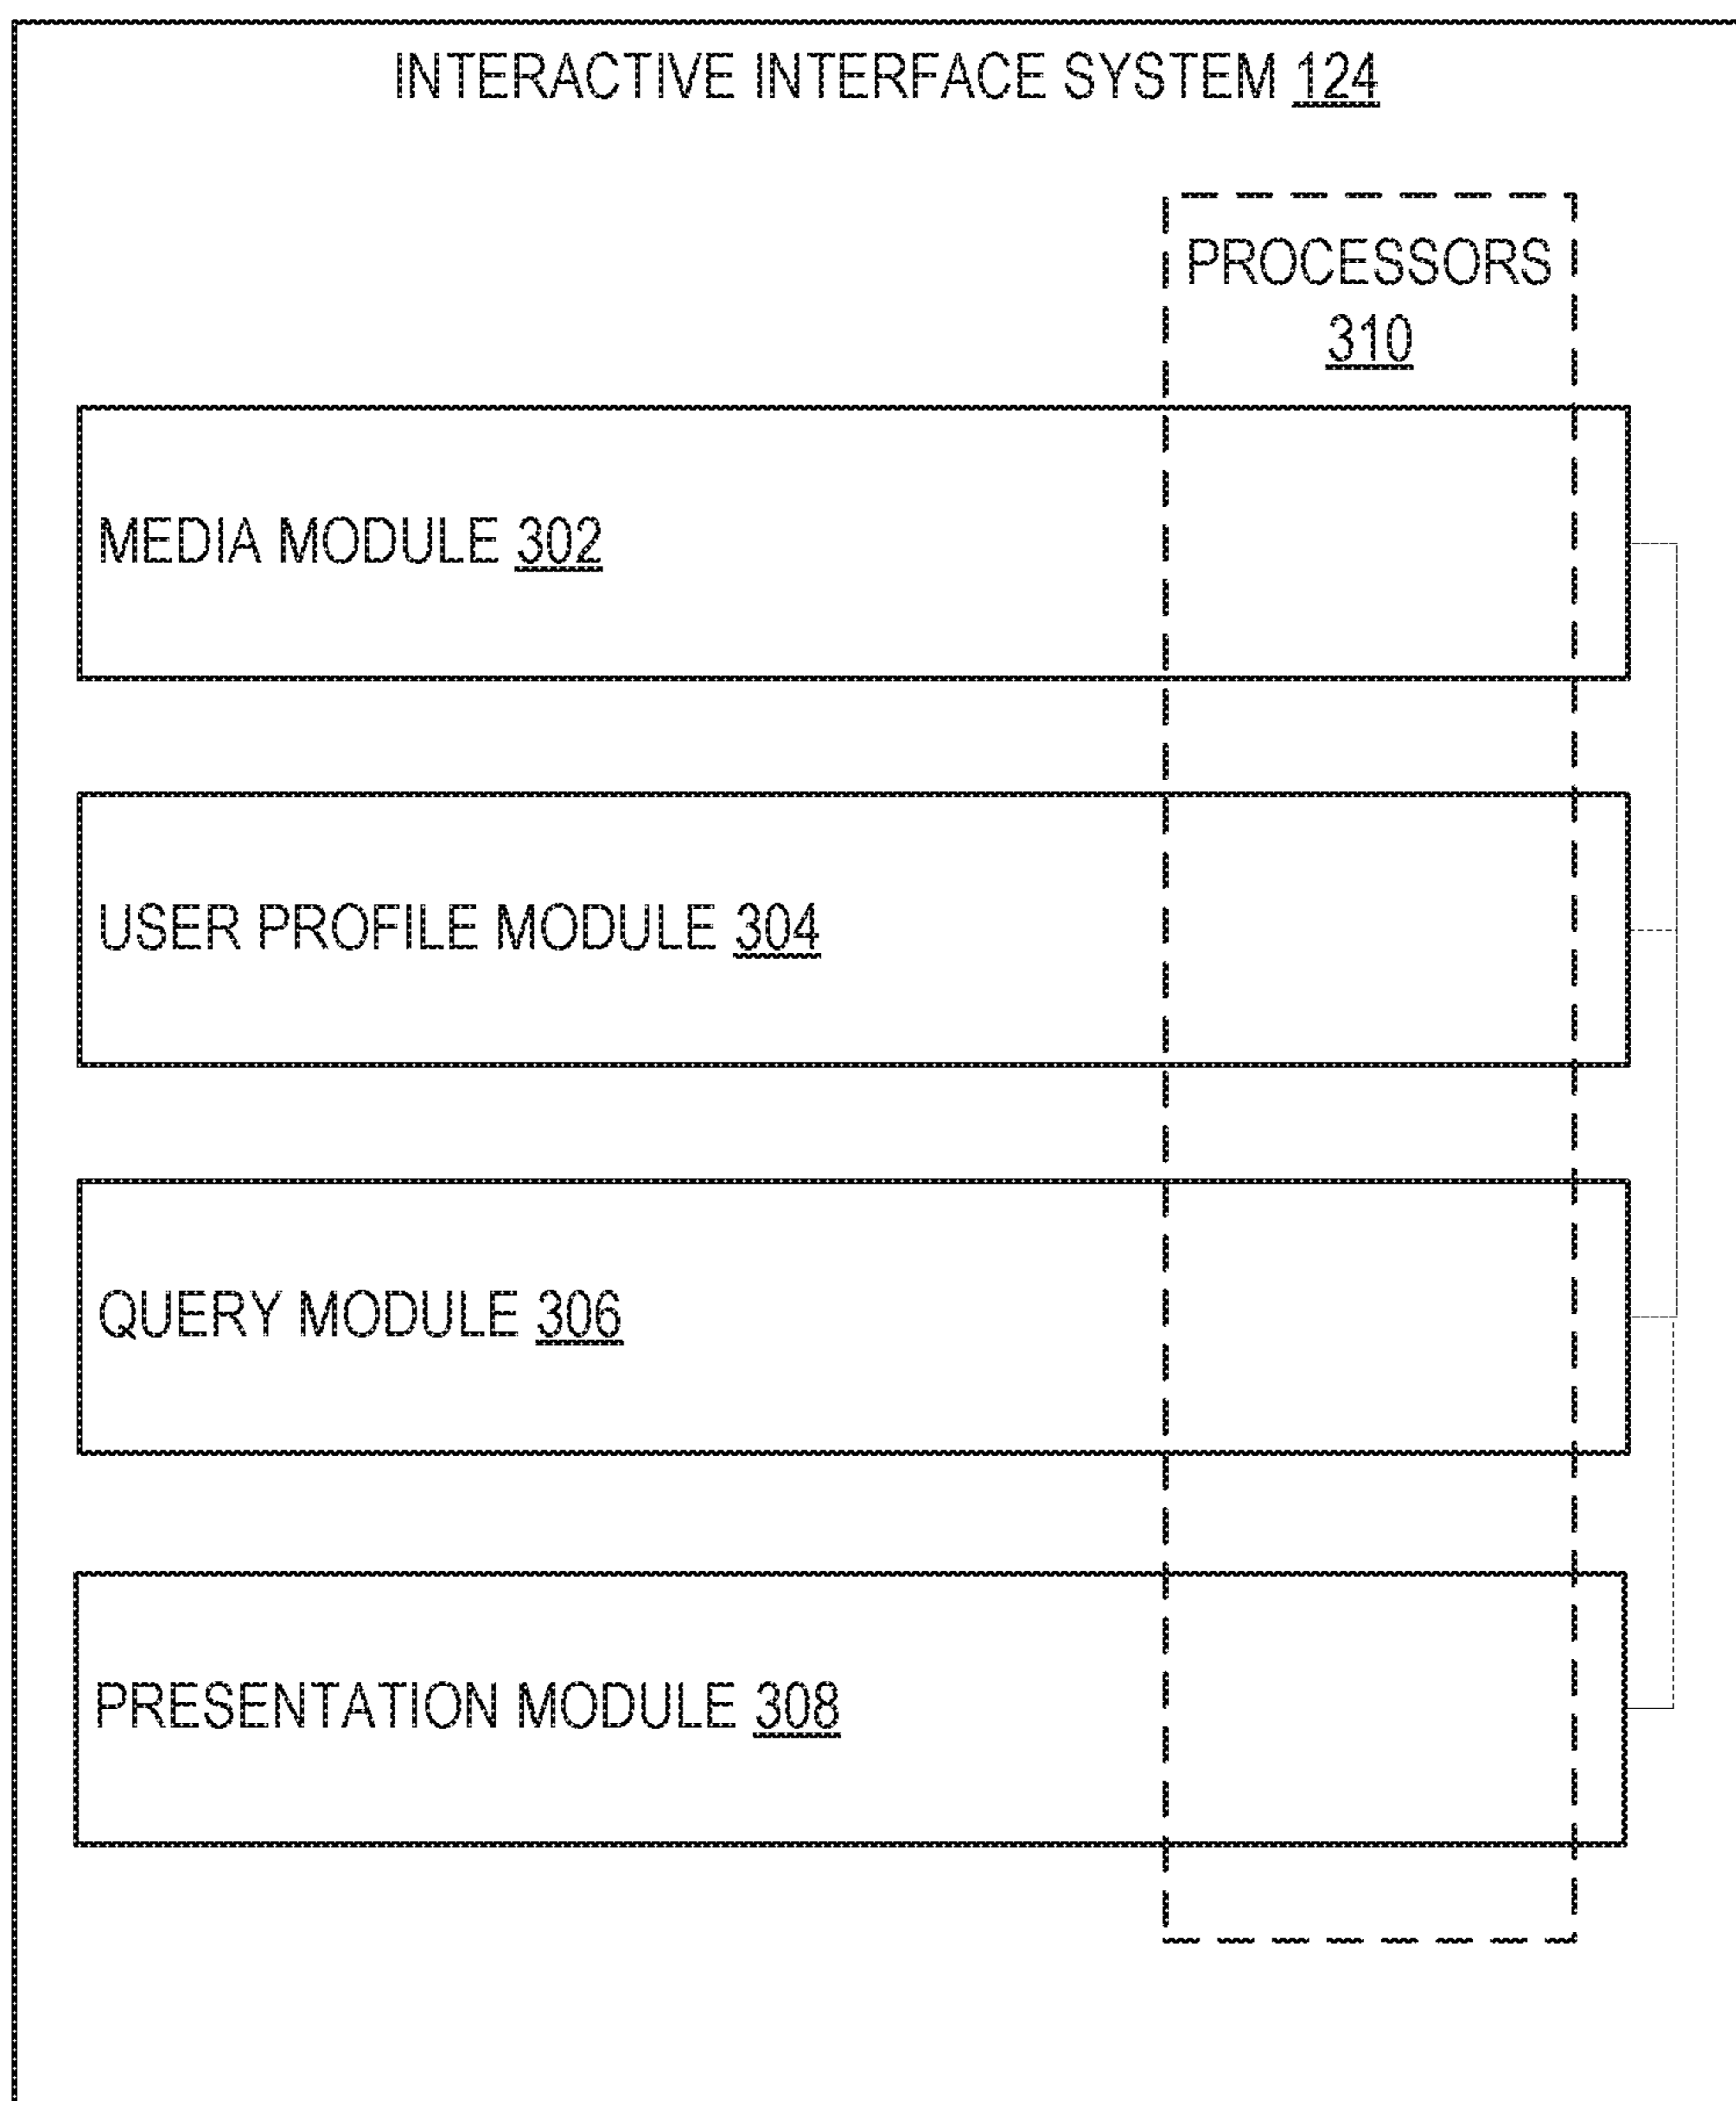 INTERACTIVE INTERFACE SYSTEM 124
PROCESSORS
310
MEDIA MODULE 302
USER PROFILE MODULE 304
QUERY MODULE 306
PRESENTATION MODULE 308